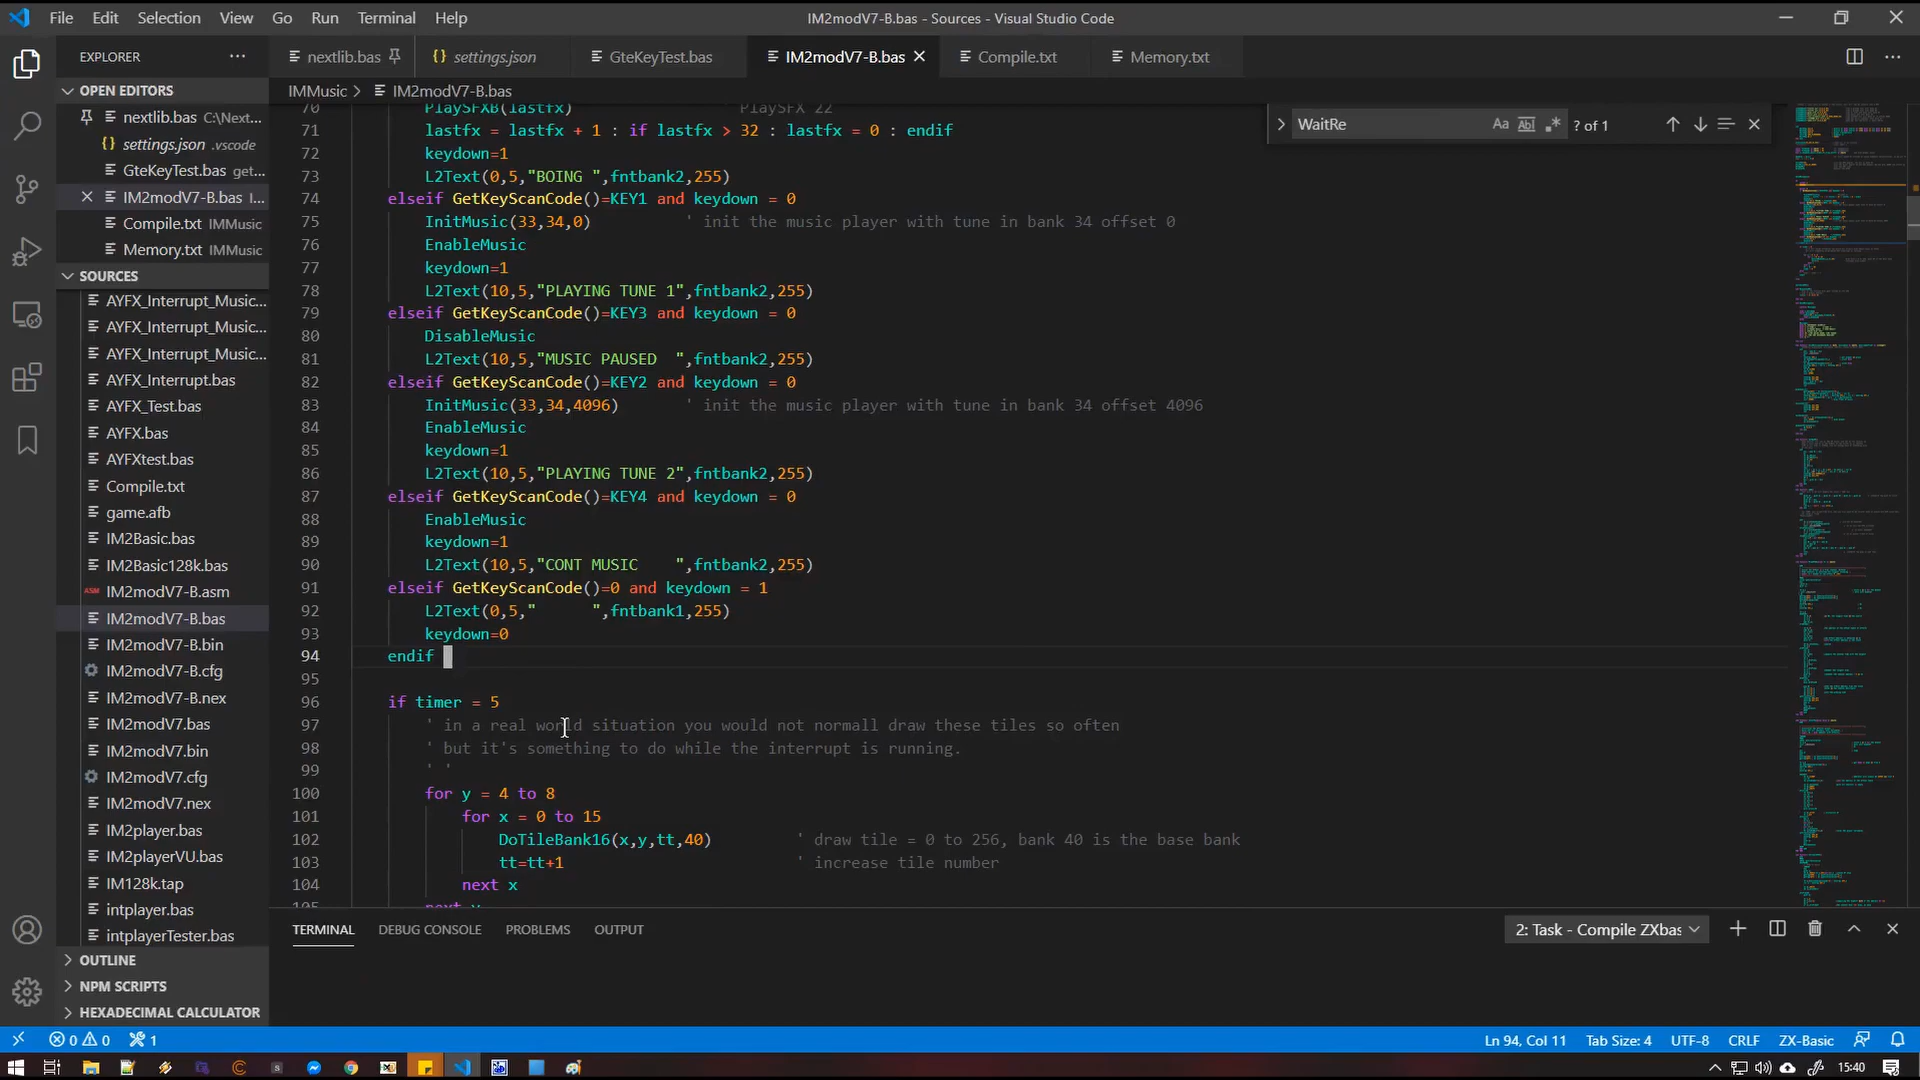 File Edit Selection View Go Run Terminal Help
IM2modV7-B.bas - Sources - Visual Studio Code
EXPLORER
nextlib.bas settings.json GteKeyTest.bas IM2modV7-B.bas Compile.txt Memory.txt
OPEN EDITORS
nextlib.bas C:\Next...
settings.json .vscode
GteKeyTest.bas get...
IM2modV7-B.bas I...
Compile.txt IMMusic
Memory.txt IMMusic
SOURCES
AYFX_Interrupt_Music...
AYFX_Interrupt_Music...
AYFX_Interrupt_Music...
AYFX_Interrupt.bas
AYFX_Test.bas
AYFX.bas
AYFXtest.bas
Compile.txt
game.afb
IM2Basic.bas
IM2Basic128k.bas
ASM IM2modV7-B.asm
IM2modV7-B.bas
IM2modV7-B.bin
IM2modV7-B.cfg
IM2modV7-B.nex
IM2modV7.bas
IM2modV7.bin
IM2modV7.cfg
IM2modV7.nex
IM2player.bas
IM2playerVU.bas
IM128k.tap
intplayer.bas
intplayerTester.bas
OUTLINE
NPM SCRIPTS
HEXADECIMAL CALCULATOR
IMMusic > IM2modV7-B.bas
WaitRe Aa Abl .* ? of 1
70 PlaySFXB(lastfx) PlaySFX 22
71 lastfx = lastfx + 1 : if lastfx > 32 : lastfx = 0 : endif
72 keydown=1
73 L2Text(0,5,"BOING ",fntbank2,255)
74 elseif GetKeyScanCode()=KEY1 and keydown = 0
75 InitMusic(33,34,0) ' init the music player with tune in bank 34 offset 0
76 EnableMusic
77 keydown=1
78 L2Text(10,5,"PLAYING TUNE 1",fntbank2,255)
79 elseif GetKeyScanCode()=KEY3 and keydown = 0
80 DisableMusic
81 L2Text(10,5,"MUSIC PAUSED  ",fntbank2,255)
82 elseif GetKeyScanCode()=KEY2 and keydown = 0
83 InitMusic(33,34,4096) ' init the music player with tune in bank 34 offset 4096
84 EnableMusic
85 keydown=1
86 L2Text(10,5,"PLAYING TUNE 2",fntbank2,255)
87 elseif GetKeyScanCode()=KEY4 and keydown = 0
88 EnableMusic
89 keydown=1
90 L2Text(10,5,"CONT MUSIC    ",fntbank2,255)
91 elseif GetKeyScanCode()=0 and keydown = 1
92 L2Text(0,5,"      ",fntbank1,255)
93 keydown=0
94 endif
95
96 if timer = 5
97 ' in a real world situation you would not normall draw these tiles so often
98 ' but it's something to do while the interrupt is running.
99 ' '
100 for y = 4 to 8
101 for x = 0 to 15
102 DoTileBank16(x,y,tt,40) ' draw tile = 0 to 256, bank 40 is the base bank
103 tt=tt+1 ' increase tile number
104 next x
105 next y
TERMINAL DEBUG CONSOLE PROBLEMS OUTPUT
2: Task - Compile ZXbas
0 0 1
Ln 94, Col 11 Tab Size: 4 UTF-8 CRLF ZX-Basic
15:40